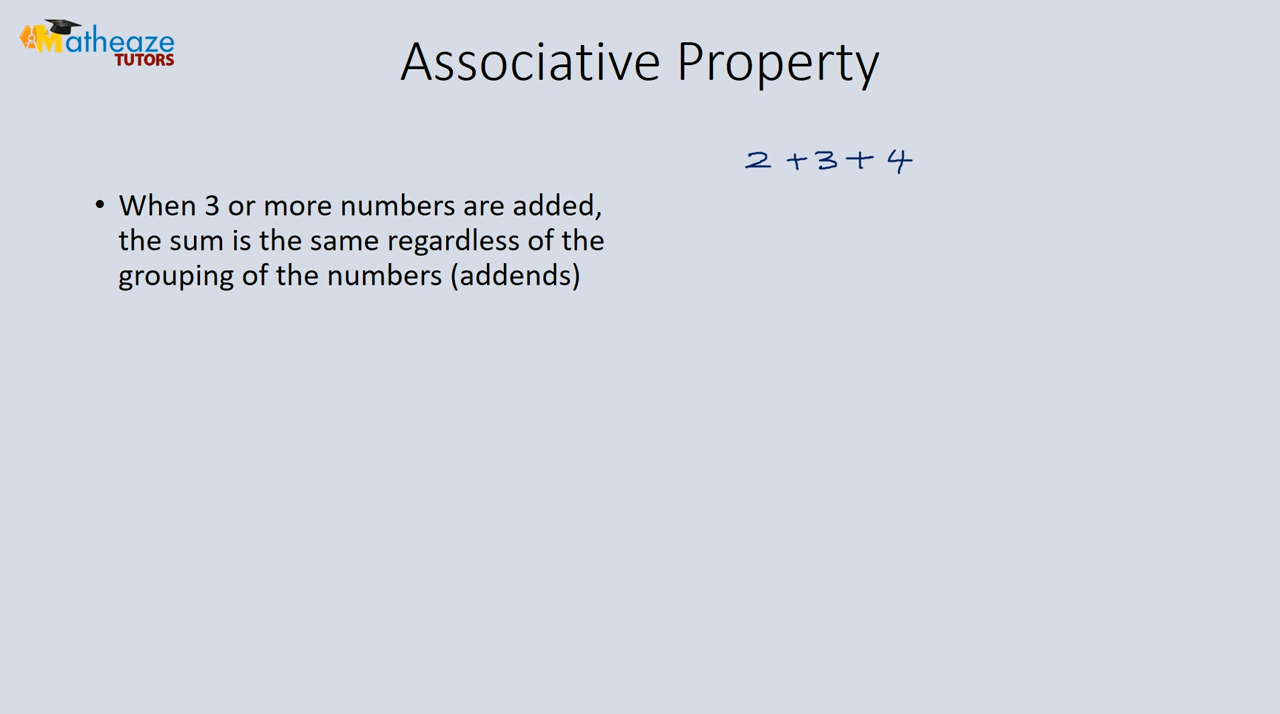 Matheaze
TUTORS
Associative Property
2 + 3 + 4
• When 3 or more numbers are added,
the sum is the same regardless of the
grouping of the numbers (addends)